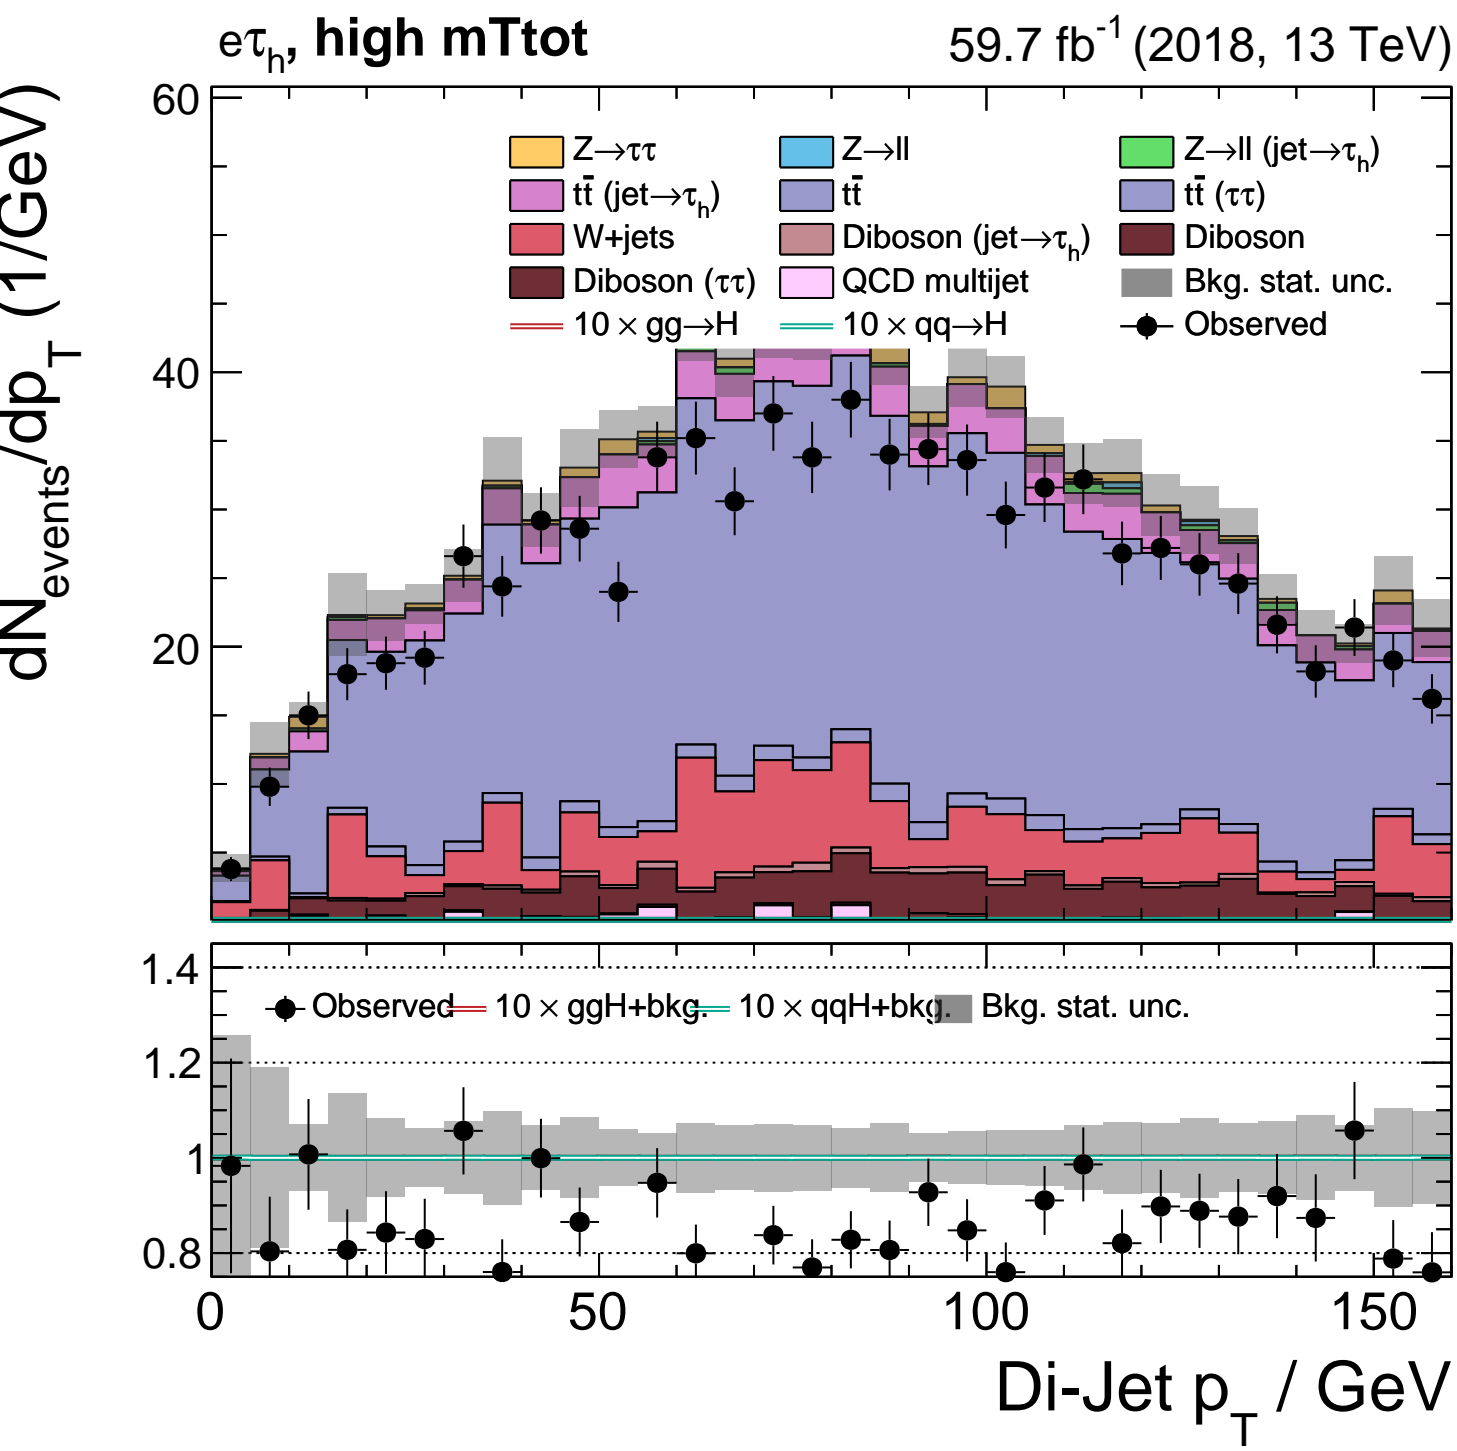 eτh, high mTtot 59.7 fb-1 (2018, 13 TeV)
dNevents/dpT (1/GeV)
60
40
20
Z→ττ Z→ll Z→ll (jet→τh)
tt̄ (jet→τh) tt̄ tt̄ (ττ)
W+jets Diboson (jet→τh) Diboson
Diboson (ττ) QCD multijet Bkg. stat. unc.
10 × gg→H 10 × qq→H Observed
1.4
Observed 10 × ggH+bkg. 10 × qqH+bkg. Bkg. stat. unc.
1.2
1
0.8
0 50 100 150
Di-Jet pT / GeV